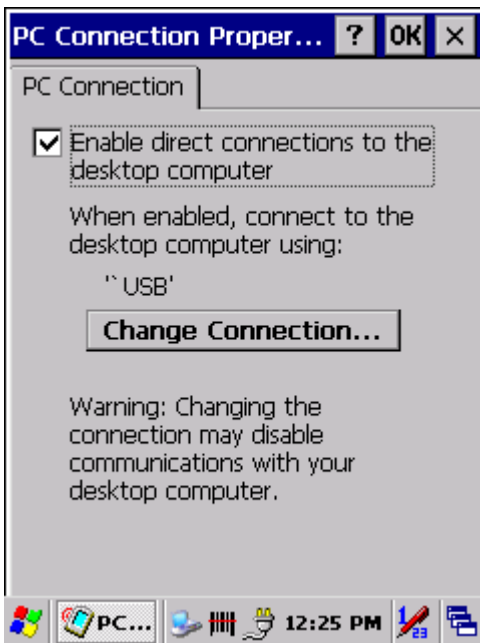 PC Connection Proper... ? OK ×
PC Connection
Enable direct connections to the
desktop computer
When enabled, connect to the
desktop computer using:
'` USB'
Change Connection...
Warning: Changing the
connection may disable
communications with your
desktop computer.
PC... 12:25 PM 1 23